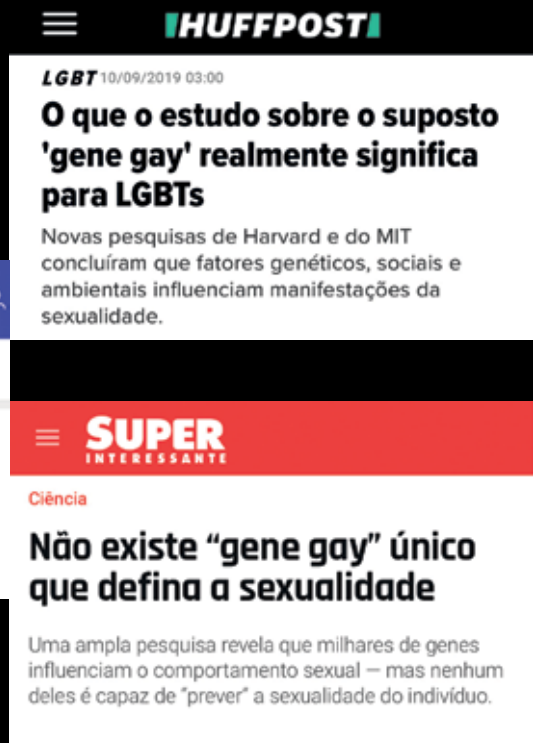 HUFFPOST
LGBT 10/09/2019 03:00
O que o estudo sobre o suposto
'gene gay' realmente significa
para LGBTs
Novas pesquisas de Harvard e do MIT
concluíram que fatores genéticos, sociais e
ambientais influenciam manifestações da
sexualidade.
SUPER
INTERESSANTE
Ciência
Não existe “gene gay” único
que defina a sexualidade
Uma ampla pesquisa revela que milhares de genes
influenciam o comportamento sexual — mas nenhum
deles é capaz de "prever" a sexualidade do indivíduo.